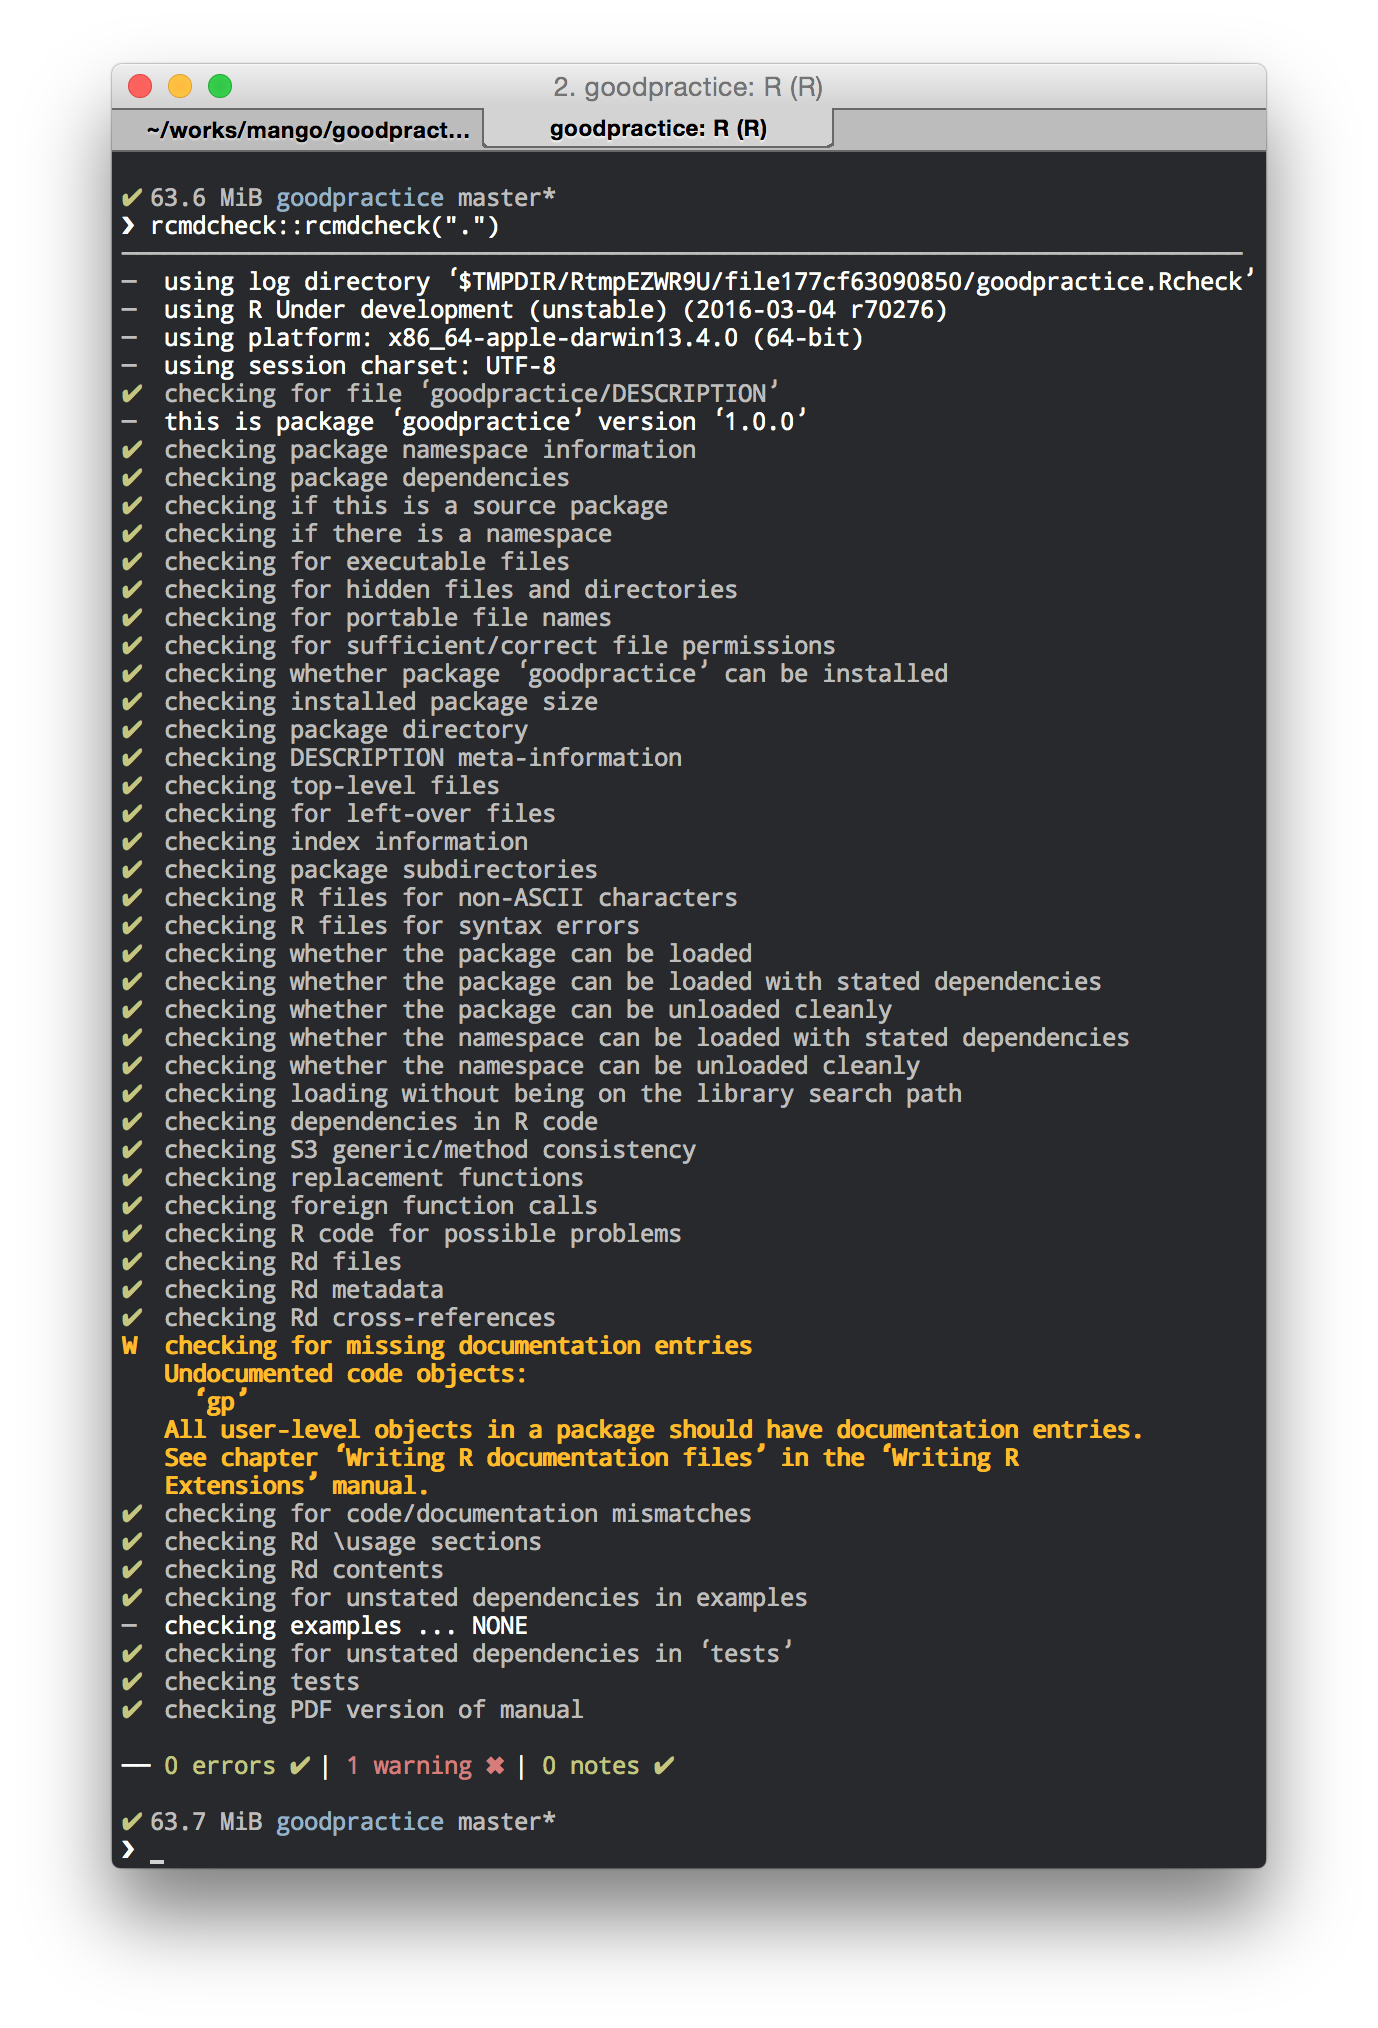 2. goodpractice: R (R)
~/works/mango/goodpract...
goodpractice: R (R)
✔ 63.6 MiB goodpractice master*
❯ rcmdcheck::rcmdcheck(".")
─  using log directory ‘$TMPDIR/RtmpEZWR9U/file177cf63090850/goodpractice.Rcheck’
─  using R Under development (unstable) (2016-03-04 r70276)
─  using platform: x86_64-apple-darwin13.4.0 (64-bit)
─  using session charset: UTF-8
✔  checking for file ‘goodpractice/DESCRIPTION’
─  this is package ‘goodpractice’ version ‘1.0.0’
✔  checking package namespace information
✔  checking package dependencies
✔  checking if this is a source package
✔  checking if there is a namespace
✔  checking for executable files
✔  checking for hidden files and directories
✔  checking for portable file names
✔  checking for sufficient/correct file permissions
✔  checking whether package ‘goodpractice’ can be installed
✔  checking installed package size
✔  checking package directory
✔  checking DESCRIPTION meta-information
✔  checking top-level files
✔  checking for left-over files
✔  checking index information
✔  checking package subdirectories
✔  checking R files for non-ASCII characters
✔  checking R files for syntax errors
✔  checking whether the package can be loaded
✔  checking whether the package can be loaded with stated dependencies
✔  checking whether the package can be unloaded cleanly
✔  checking whether the namespace can be loaded with stated dependencies
✔  checking whether the namespace can be unloaded cleanly
✔  checking loading without being on the library search path
✔  checking dependencies in R code
✔  checking S3 generic/method consistency
✔  checking replacement functions
✔  checking foreign function calls
✔  checking R code for possible problems
✔  checking Rd files
✔  checking Rd metadata
✔  checking Rd cross-references
W  checking for missing documentation entries
Undocumented code objects:
‘gp’
All user-level objects in a package should have documentation entries.
See chapter ‘Writing R documentation files’ in the ‘Writing R
Extensions’ manual.
✔  checking for code/documentation mismatches
✔  checking Rd \usage sections
✔  checking Rd contents
✔  checking for unstated dependencies in examples
─  checking examples ... NONE
✔  checking for unstated dependencies in ‘tests’
✔  checking tests
✔  checking PDF version of manual
── 0 errors ✔ | 1 warning ✖ | 0 notes ✔
✔ 63.7 MiB goodpractice master*
❯ _